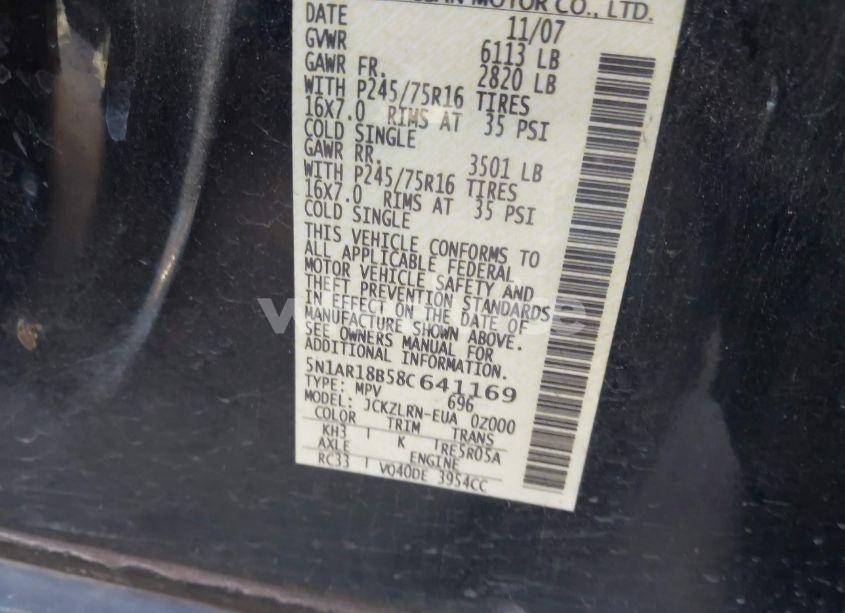 MOTOR CO., LTD.
DATE 11/07
GVWR 6113 LB
GAWR FR. 2820 LB
WITH P245/75R16 TIRES
16X7.0 RIMS AT 35 PSI
COLD SINGLE
GAWR RR. 3501 LB
WITH P245/75R16 TIRES
16X7.0 RIMS AT 35 PSI
COLD SINGLE
THIS VEHICLE CONFORMS TO
ALL APPLICABLE FEDERAL
MOTOR VEHICLE SAFETY AND
THEFT PREVENTION STANDARDS
IN EFFECT ON THE DATE OF
MANUFACTURE SHOWN ABOVE.
SEE OWNERS MANUAL FOR
ADDITIONAL INFORMATION.
5N1AR18B58C641169
TYPE: MPV 696
MODEL: JCKZLRN-EUA 0Z000
COLOR TRIM TRANS
KH3 K RE5R05A
AXLE ENGINE
RC33 VQ40DE 3954CC